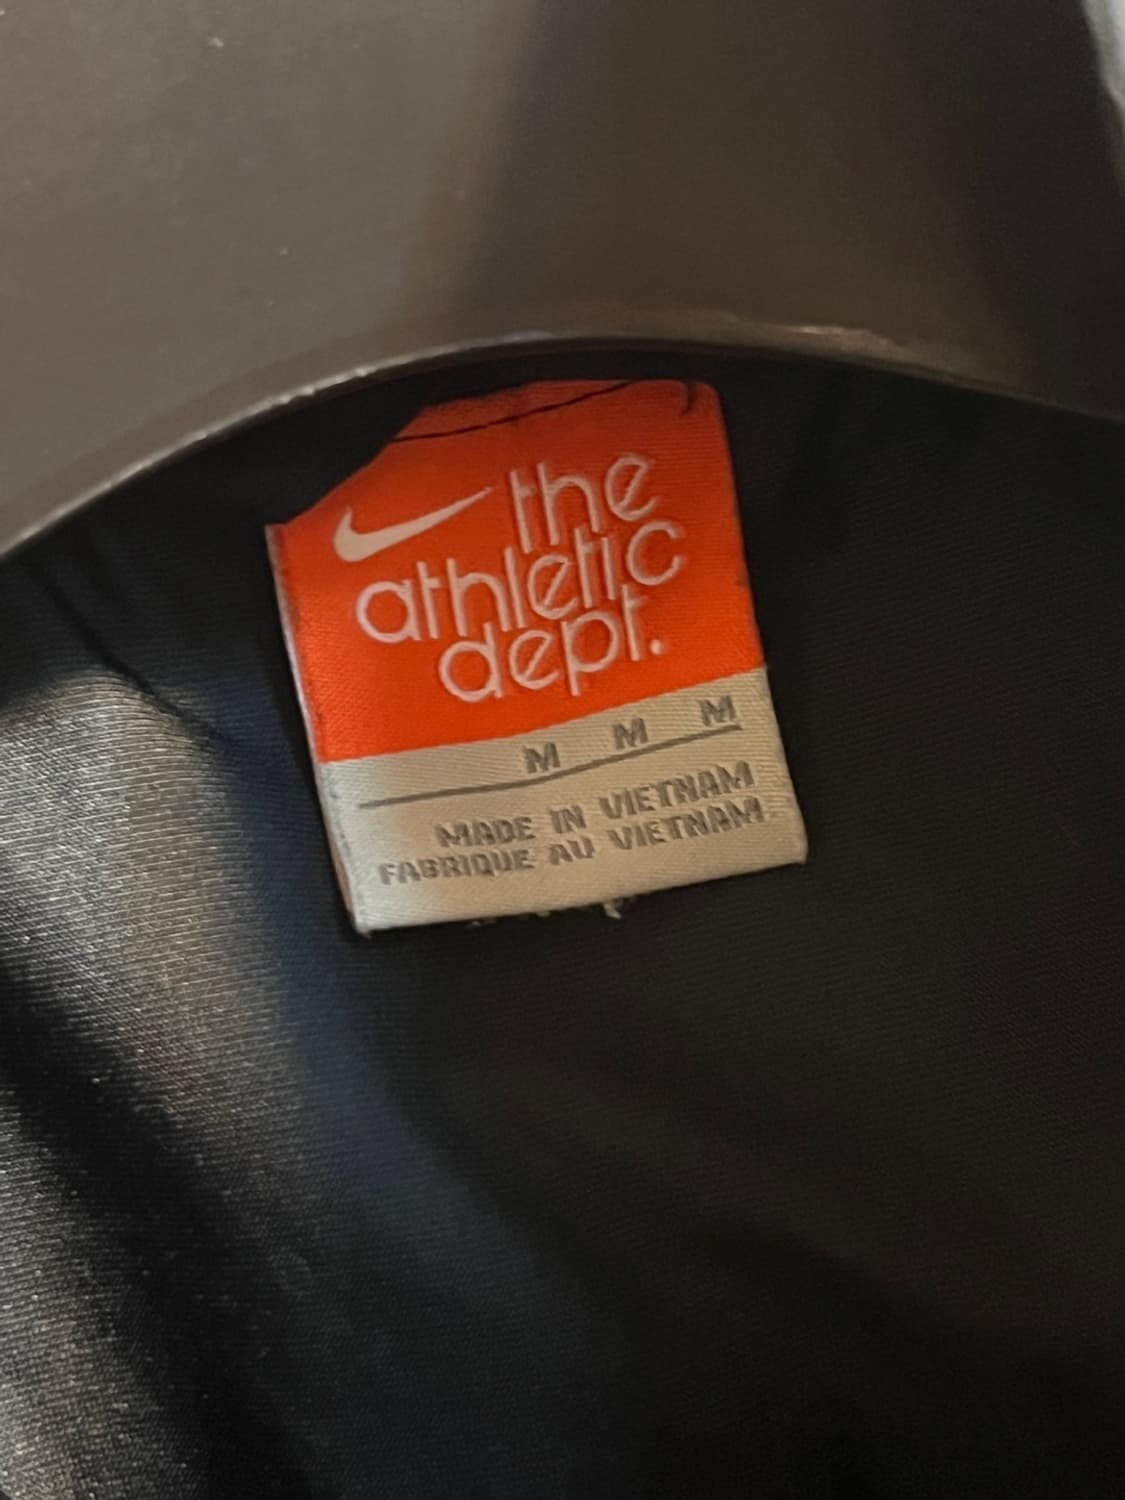 the
athletic
dept.
M M M
MADE IN VIETNAM
FABRIQUE AU VIETNAM